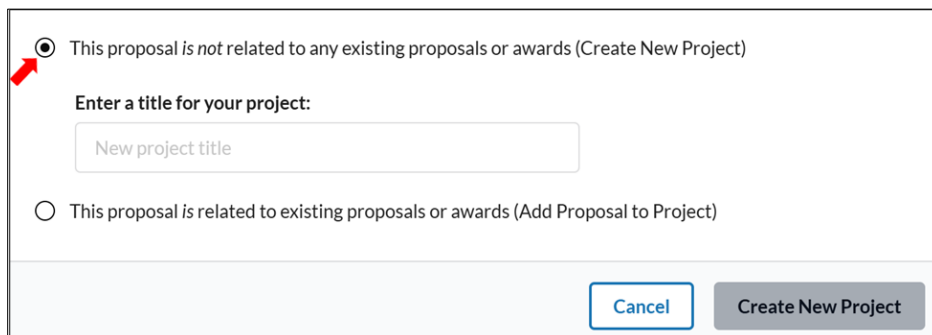 This proposal is not related to any existing proposals or awards (Create New Project)
Enter a title for your project:
New project title
This proposal is related to existing proposals or awards (Add Proposal to Project)
Cancel Create New Project